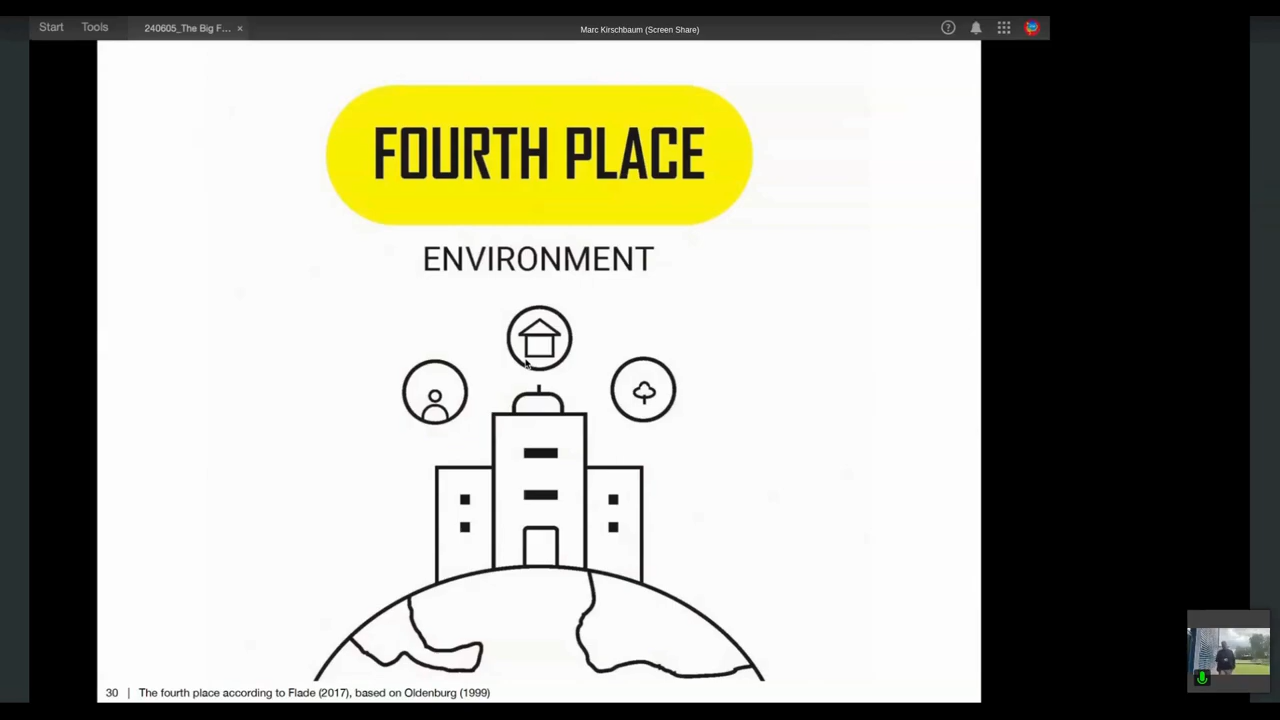 Start Tools 240605_The Big F... × Marc Kirschbaum (Screen Share)
FOURTH PLACE
ENVIRONMENT
30 | The fourth place according to Flade (2017), based on Oldenburg (1999)